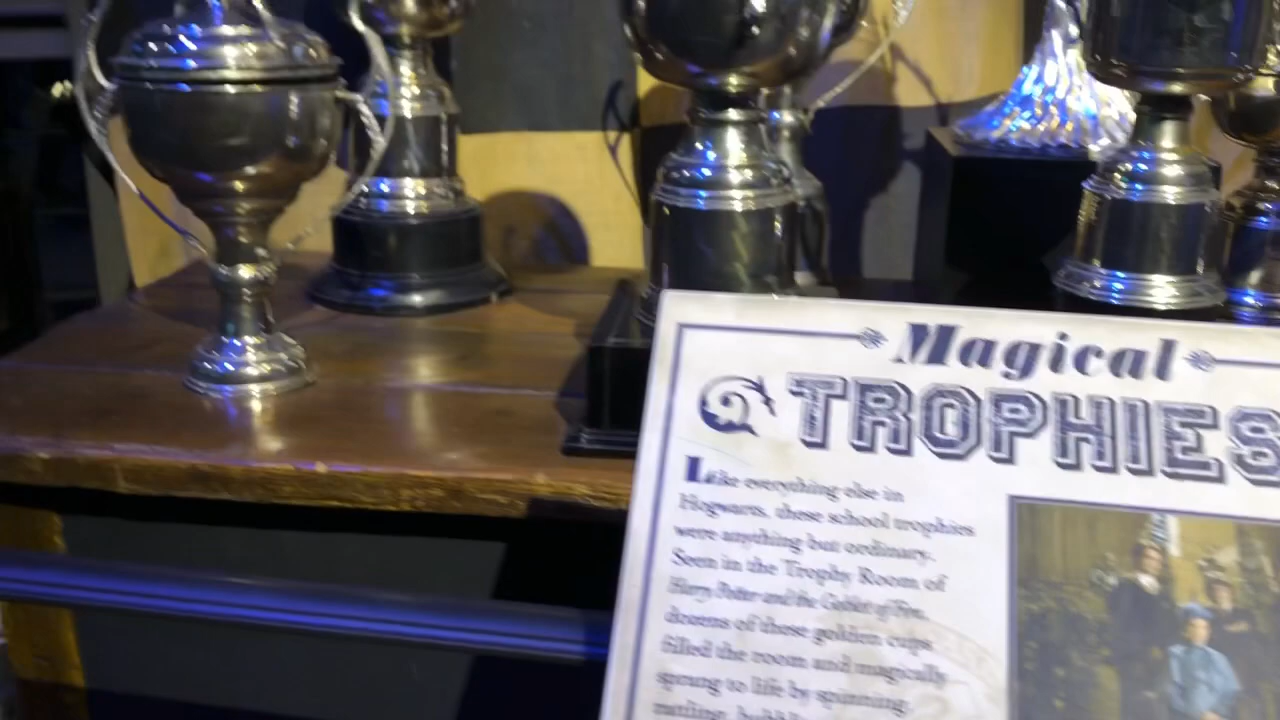 Magical
TROPHIES
Like everything else in
Hogwarts, these school trophies
were anything but ordinary.
Seen in the Trophy Room of
Harry Potter and the Goblet of Fire,
dozens of these golden cups
filled the room and magically
sprung to life by spinning,